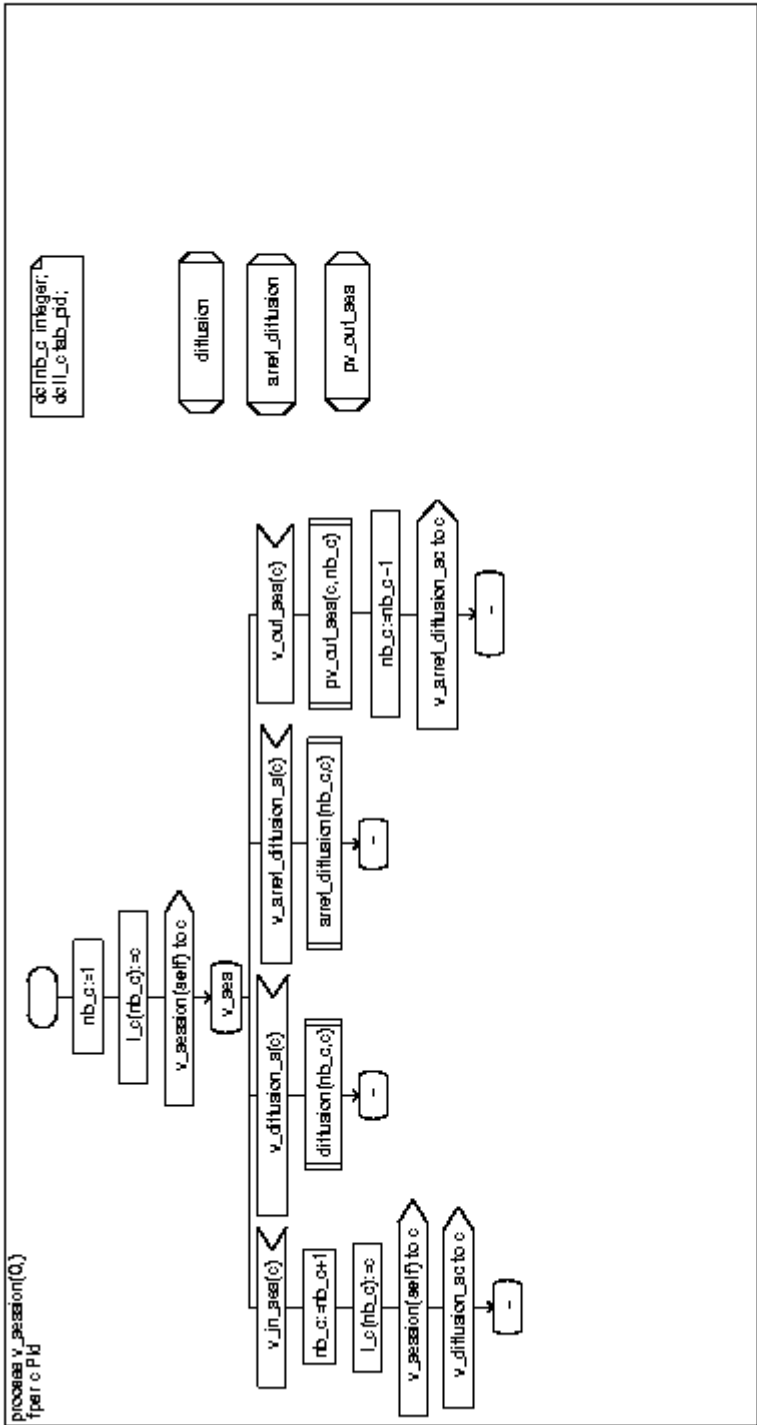 process v_session(0,)
fpar c PId
dcl nb_c integer;
dcl l_c tab_pid;
nb_c:=1
l_c(nb_c):=c
v_session(self) to c
v_ses
v_in_ses(c)
nb_c:=nb_c+1
l_c(nb_c):=c
v_session(self) to c
v_diffusion_ac to c
-
v_diffusion_a(c)
diffusion(nb_c,c)
-
v_arret_diffusion_a(c)
arret_diffusion(nb_c,c)
-
v_out_ses(c)
pv_out_ses(c,nb_c)
nb_c:=nb_c-1
v_arret_diffusion_ac to c
-
diffusion
arret_diffusion
pv_out_ses